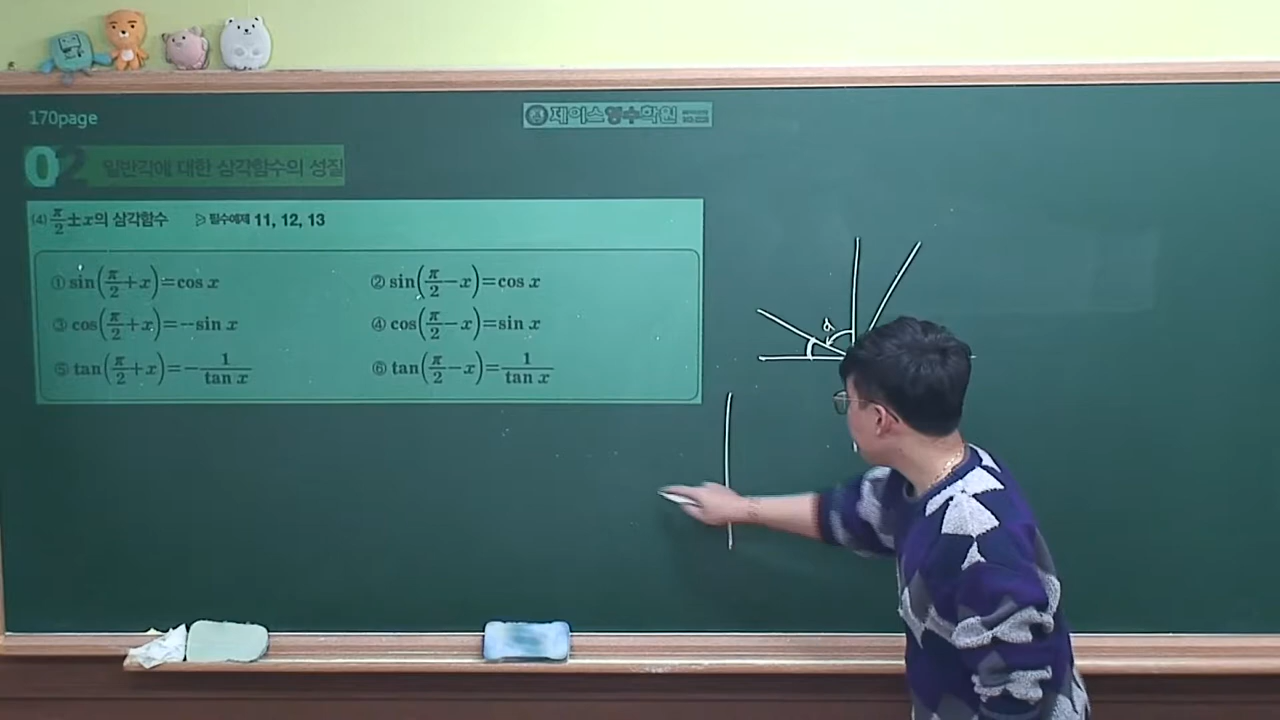 170page
제이스영수학원
02 일반각에 대한 삼각함수의 성질
(4) π/2±x의 삼각함수 ▷ 필수예제 11, 12, 13
① sin(π/2+x)=cos x ② sin(π/2−x)=cos x
③ cos(π/2+x)=−sin x ④ cos(π/2−x)=sin x
⑤ tan(π/2+x)=−1/tan x ⑥ tan(π/2−x)=1/tan x